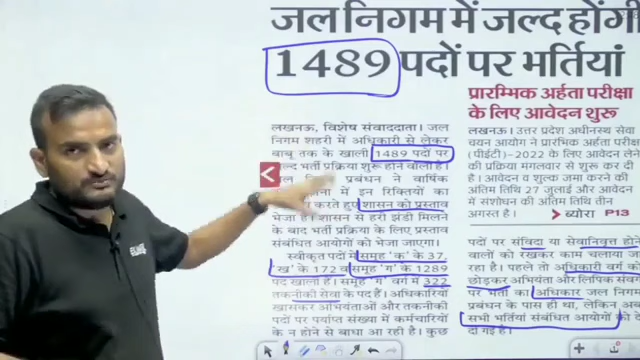 जल निगम में जल्द होंगी
1489 पदों पर भर्तियां
लखनऊ, विशेष संवाददाता। जल
निगम शहरी में अधिकारी से लेकर
बाबू तक के खाली 1489 पदों पर
भर्ती प्रक्रिया शुरू होने वाली है।
प्रबंधन ने वार्षिक
में इन रिक्तियों का
करते हुए शासन को प्रस्ताव
भेजा है। शासन से हरी झंडी मिलने
के बाद भर्ती प्रक्रिया के लिए प्रस्ताव
संबंधित आयोगों को भेजा जाएगा।
स्वीकृत पदों में समूह 'क' के 37,
'ख' के 172 व समूह 'ग' के 1289
पद खाली हैं। समूह 'ग' वर्ग में 322
तकनीकी सेवा के पद हैं। अधिकारियों
खासकर अभियंताओं और तकनीकी
पदों पर पर्याप्त संख्या में कर्मचारियों
के न होने से बाधा आ रही है। कुछ
प्रारम्भिक अर्हता परीक्षा
के लिए आवेदन शुरू
लखनऊ। उत्तर प्रदेश अधीनस्थ सेवा
चयन आयोग ने प्रारम्भिक अर्हता परीक्षा
(पीईटी)-2022 के लिए आवेदन लेने
की प्रक्रिया मंगलवार से शुरू कर दी
है। आवेदन व शुल्क जमा करने की
अंतिम तिथि 27 जुलाई और आवेदन
में संशोधन की अंतिम तिथि तीन
अगस्त है। > ब्योरा P13
पदों पर संविदा या सेवानिवृत्त होने
वालों को रखकर काम चलाया जा
रहा है। पहले तो अधिकारी वर्ग को
छोड़कर अभियंता और लिपिक संवर्ग
पर भर्ती का अधिकार जल निगम
प्रबंधन के पास ही था, लेकिन अब
सभी भर्तियां संबंधित आयोगों को दे
दी गई है।